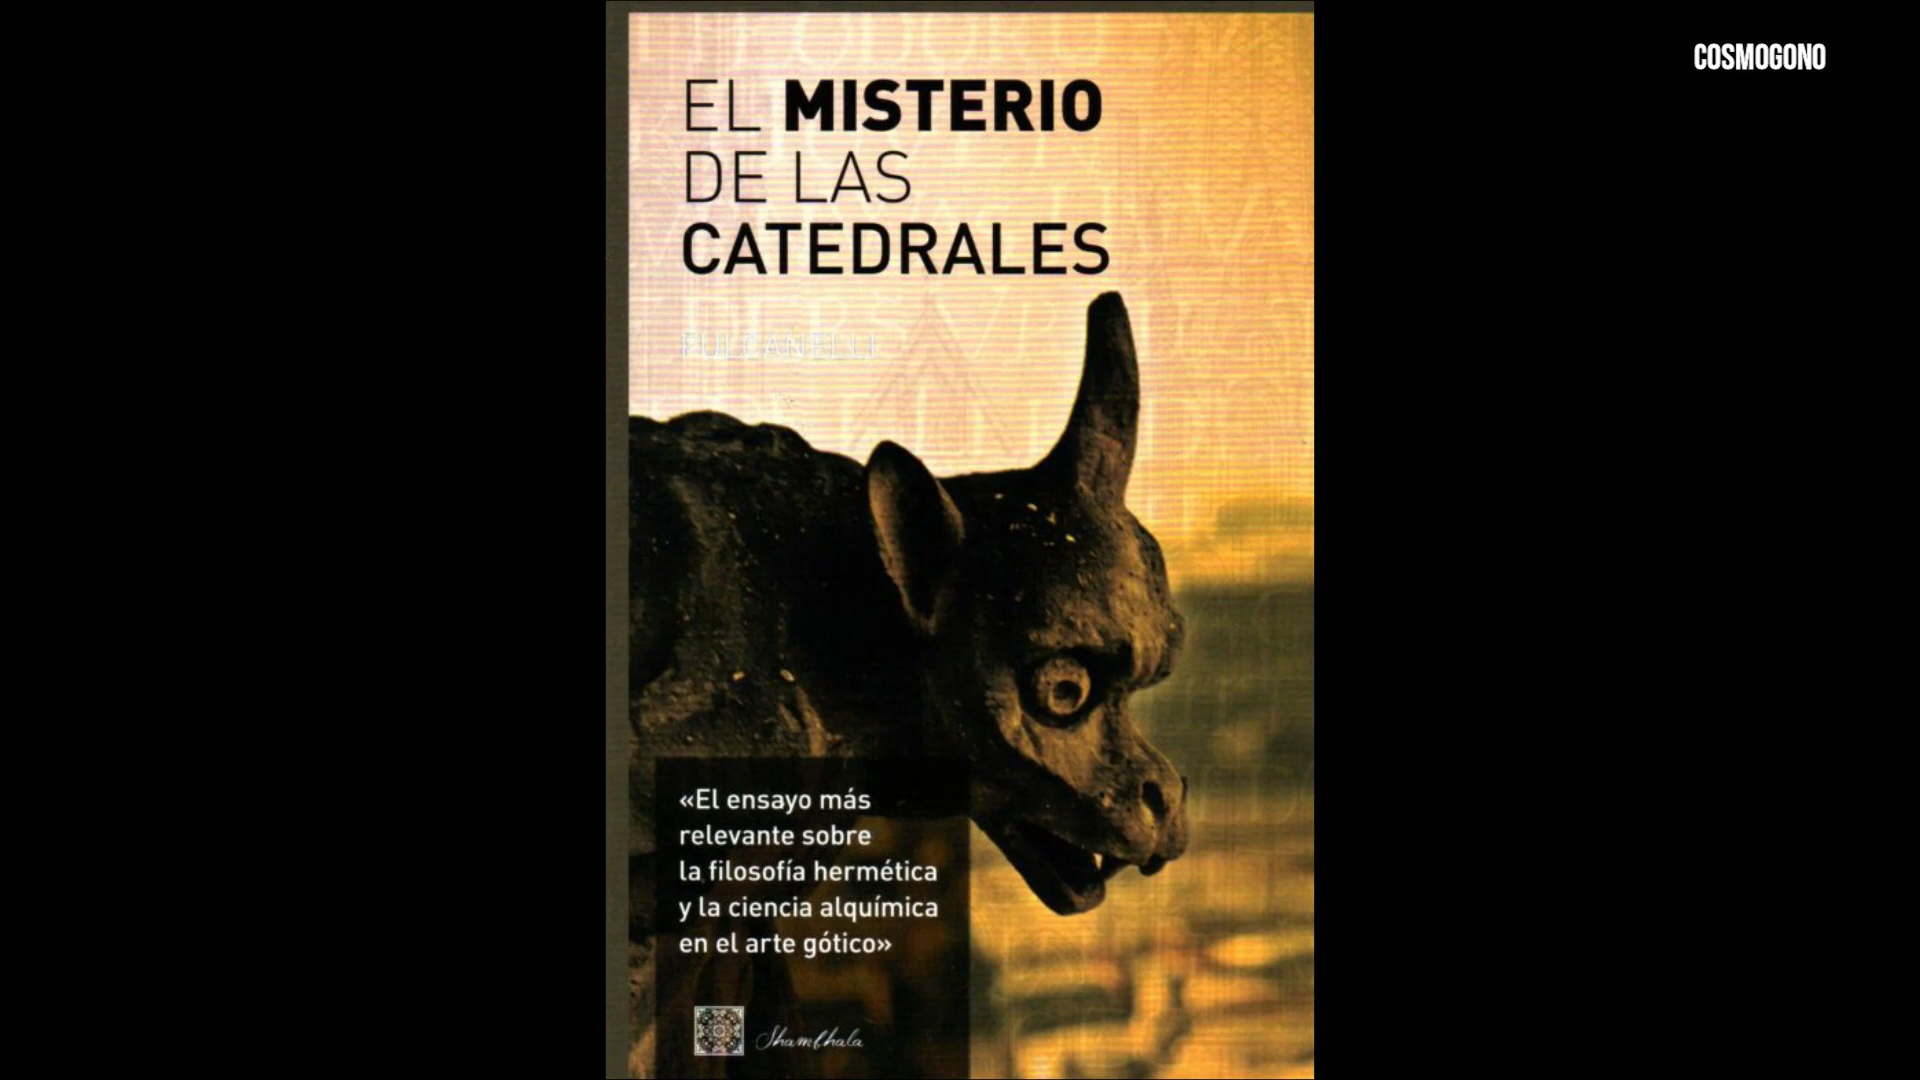 EL MISTERIO
DE LAS
CATEDRALES
FULCANELLI
«El ensayo más
relevante sobre
la filosofía hermética
y la ciencia alquímica
en el arte gótico»
Shambhala
COSMOGONO